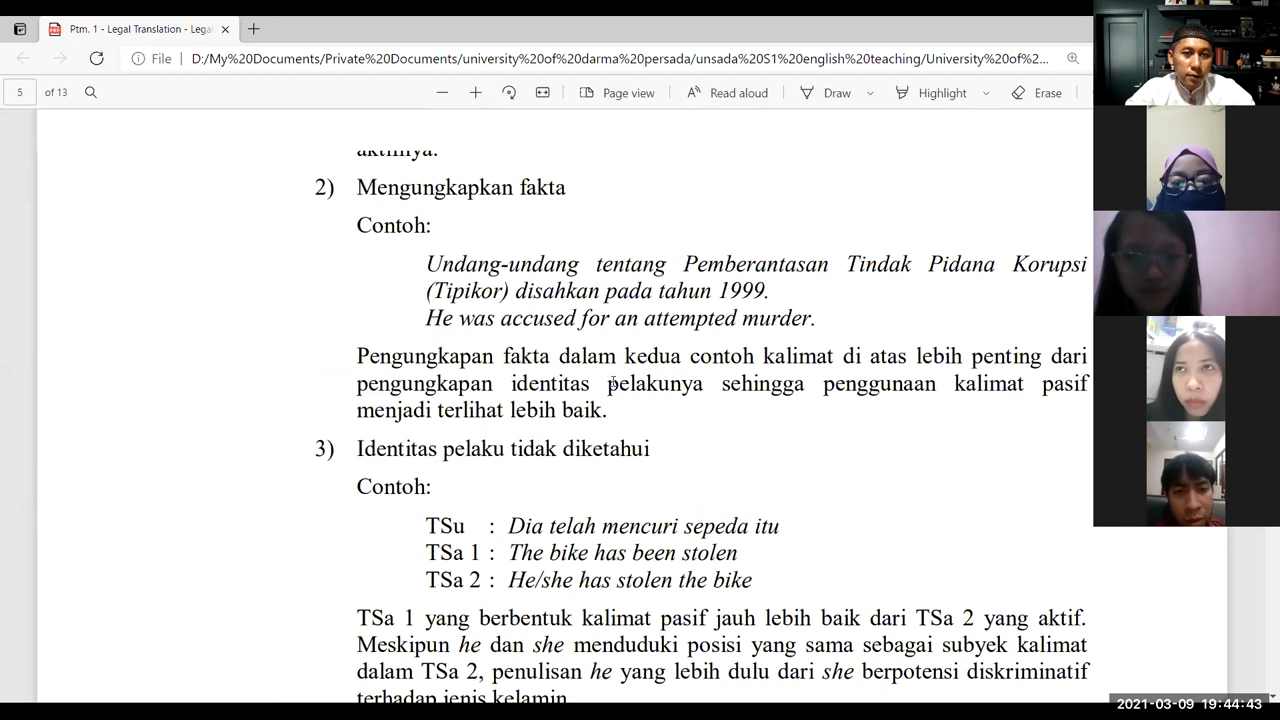 Ptm. 1 - Legal Translation - Lega
File
D:/My%20Documents/Private%20Documents/university%20of%20darma%20persada/unsada%20S1%20english%20teaching/University%20of%2...
5 of 13
Page view
Read aloud
Draw
Highlight
Erase
aktifnya.
2) Mengungkapkan fakta
Contoh:
Undang-undang tentang Pemberantasan Tindak Pidana Korupsi
(Tipikor) disahkan pada tahun 1999.
He was accused for an attempted murder.
Pengungkapan fakta dalam kedua contoh kalimat di atas lebih penting dari
pengungkapan identitas pelakunya sehingga penggunaan kalimat pasif
menjadi terlihat lebih baik.
3) Identitas pelaku tidak diketahui
Contoh:
TSu : Dia telah mencuri sepeda itu
TSa 1 : The bike has been stolen
TSa 2 : He/she has stolen the bike
TSa 1 yang berbentuk kalimat pasif jauh lebih baik dari TSa 2 yang aktif.
Meskipun he dan she menduduki posisi yang sama sebagai subyek kalimat
dalam TSa 2, penulisan he yang lebih dulu dari she berpotensi diskriminatif
terhadap jenis kelamin
2021-03-09 19:44:43